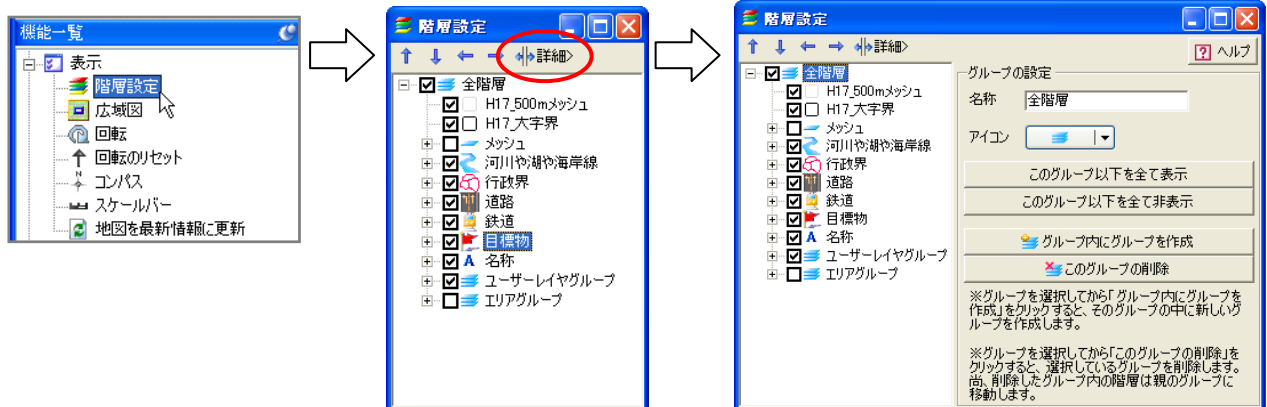 機能一覧
表示
階層設定
広域図
回転
回転のリセット
コンパス
スケールバー
地図を最新情報に更新
階層設定
詳細>
全階層
H17_500mメッシュ
H17_大字界
メッシュ
河川や湖や海岸線
行政界
道路
鉄道
目標物
A 名称
ユーザーレイヤグループ
エリアグループ
階層設定
詳細>
ヘルプ
全階層
H17_500mメッシュ
H17_大字界
メッシュ
河川や湖や海岸線
行政界
道路
鉄道
目標物
A 名称
ユーザーレイヤグループ
エリアグループ
グループの設定
名称 全階層
アイコン
このグループ以下を全て表示
このグループ以下を全て非表示
グループ内にグループを作成
このグループの削除
※グループを選択してから「グループ内にグループを
作成」をクリックすると、そのグループの中に新しいグ
ループを作成します。
※グループを選択してから「このグループの削除」を
クリックすると、選択しているグループを削除します。
尚、削除したグループ内の階層は親のグループに
移動します。